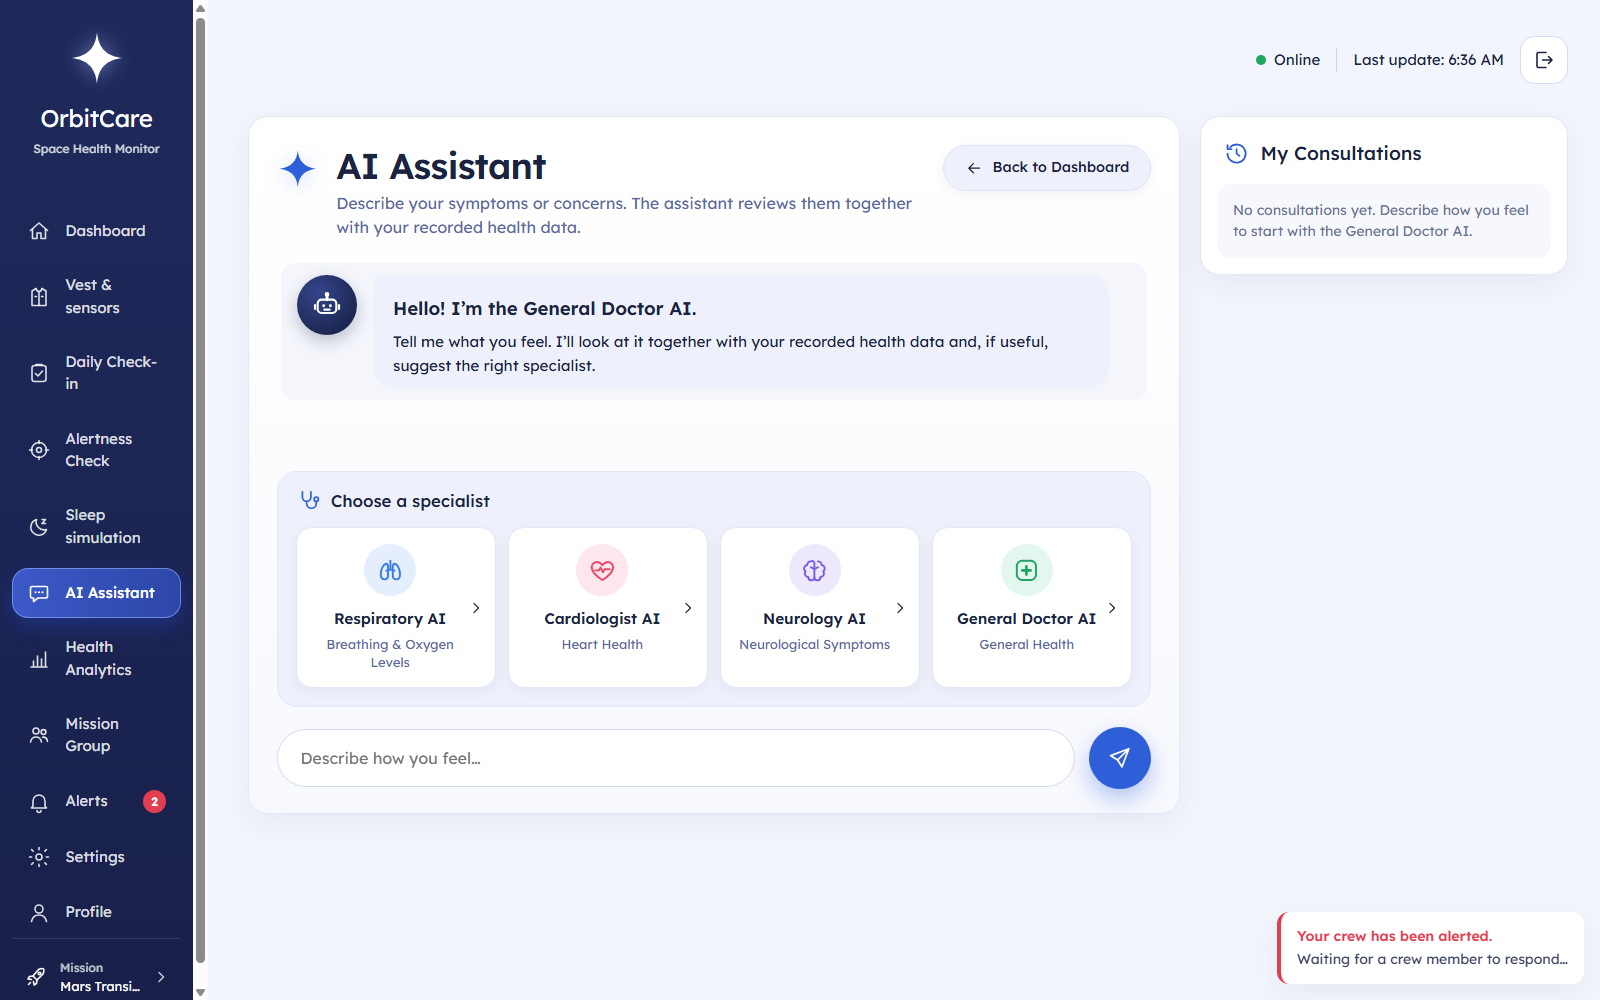 OrbitCare
Space Health Monitor
Dashboard
Vest &
sensors
Daily Check-
in
Alertness
Check
Sleep
simulation
AI Assistant
Health
Analytics
Mission
Group
Alerts
2
Settings
Profile
Mission
Mars Transi...
Online
Last update: 6:36 AM
AI Assistant
Describe your symptoms or concerns. The assistant reviews them together
with your recorded health data.
Back to Dashboard
Hello! I’m the General Doctor AI.
Tell me what you feel. I’ll look at it together with your recorded health data and, if useful,
suggest the right specialist.
Choose a specialist
Respiratory AI
Breathing & Oxygen
Levels
Cardiologist AI
Heart Health
Neurology AI
Neurological Symptoms
General Doctor AI
General Health
Describe how you feel...
My Consultations
No consultations yet. Describe how you feel
to start with the General Doctor AI.
Your crew has been alerted.
Waiting for a crew member to respond...